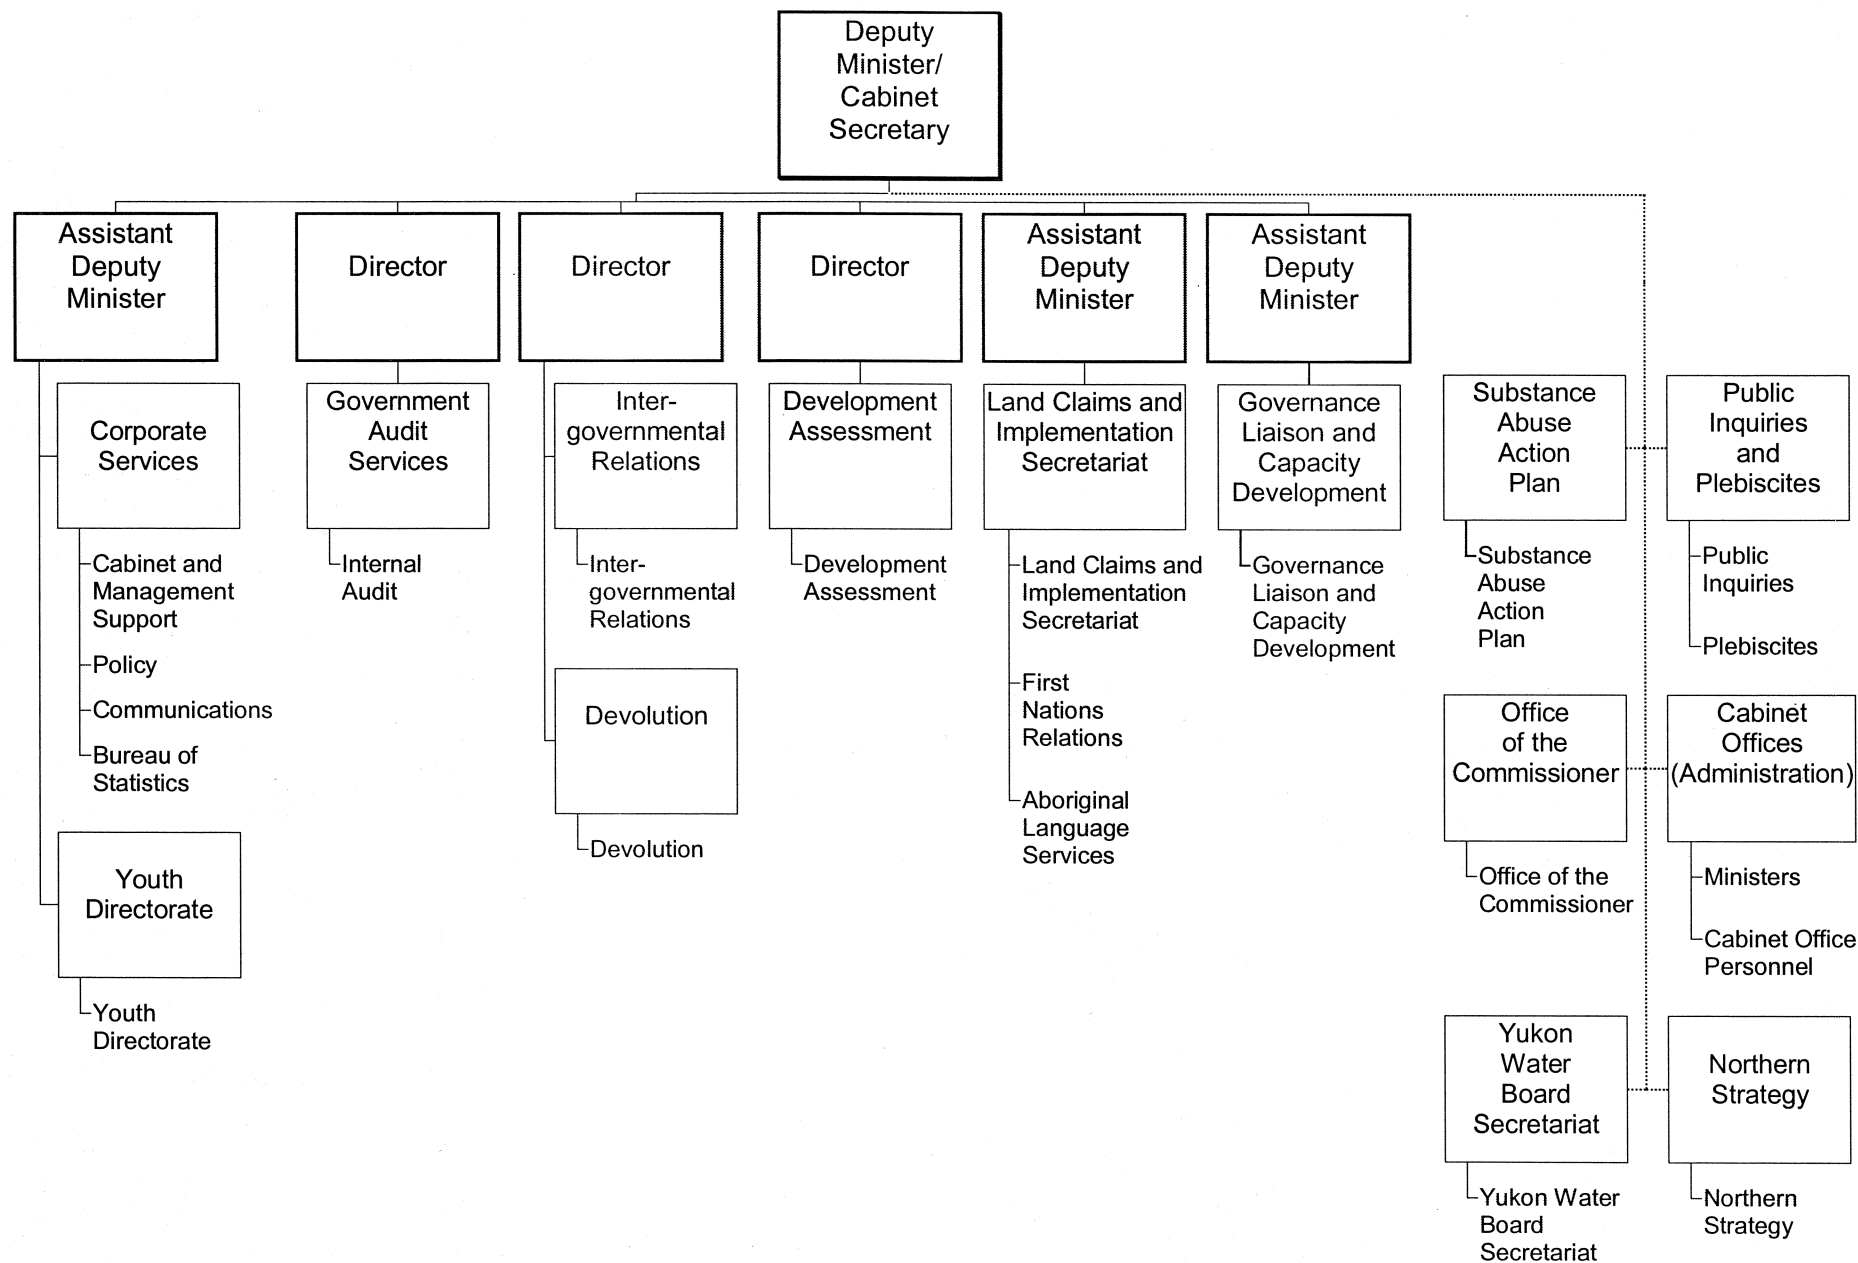 Deputy
Minister/
Cabinet
Secretary
Assistant
Deputy
Minister
Director
Director
Director
Assistant
Deputy
Minister
Assistant
Deputy
Minister
Corporate
Services
Cabinet and
Management
Support
Policy
Communications
Bureau of
Statistics
Youth
Directorate
Youth
Directorate
Government
Audit
Services
Internal
Audit
Inter-
governmental
Relations
Inter-
governmental
Relations
Devolution
Devolution
Development
Assessment
Development
Assessment
Land Claims and
Implementation
Secretariat
Land Claims and
Implementation
Secretariat
First
Nations
Relations
Aboriginal
Language
Services
Governance
Liaison and
Capacity
Development
Governance
Liaison and
Capacity
Development
Substance
Abuse
Action
Plan
Substance
Abuse
Action
Plan
Public
Inquiries
and
Plebiscites
Public
Inquiries
Plebiscites
Office
of the
Commissioner
Office of the
Commissioner
Cabinet
Offices
(Administration)
Ministers
Cabinet Office
Personnel
Yukon
Water
Board
Secretariat
Yukon Water
Board
Secretariat
Northern
Strategy
Northern
Strategy